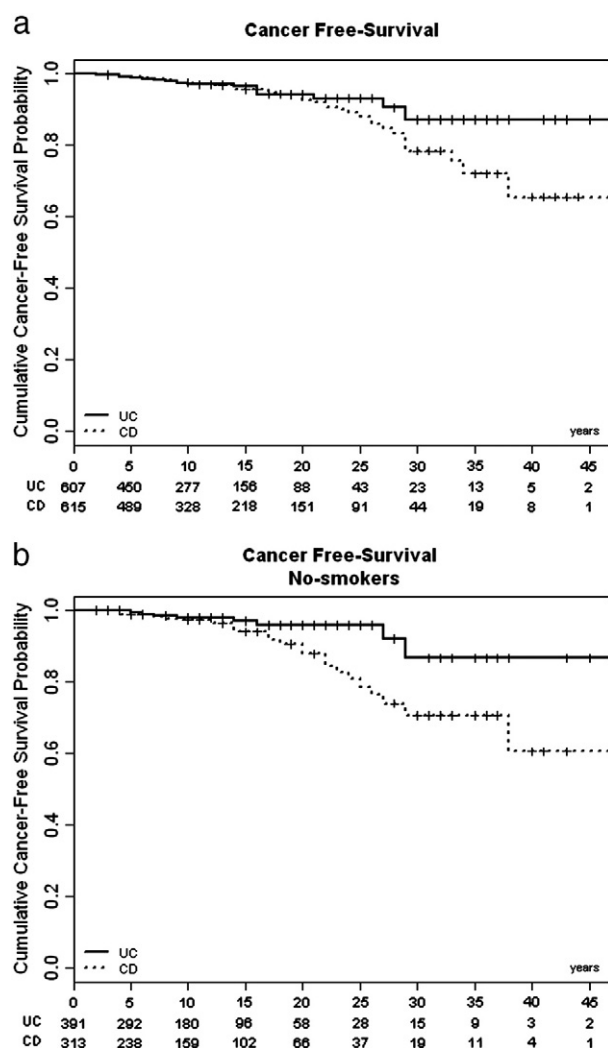 a
Cancer Free-Survival
Cumulative Cancer-Free Survival Probability
1.0
0.8
0.6
0.4
0.2
0.0
UC
CD
years
0 5 10 15 20 25 30 35 40 45
UC 607 450 277 156 88 43 23 13 5 2
CD 615 489 328 218 151 91 44 19 8 1
b
Cancer Free-Survival
No-smokers
Cumulative Cancer-Free Survival Probability
1.0
0.8
0.6
0.4
0.2
0.0
UC
CD
years
0 5 10 15 20 25 30 35 40 45
UC 391 292 180 96 58 28 15 9 3 2
CD 313 238 159 102 66 37 19 11 4 1